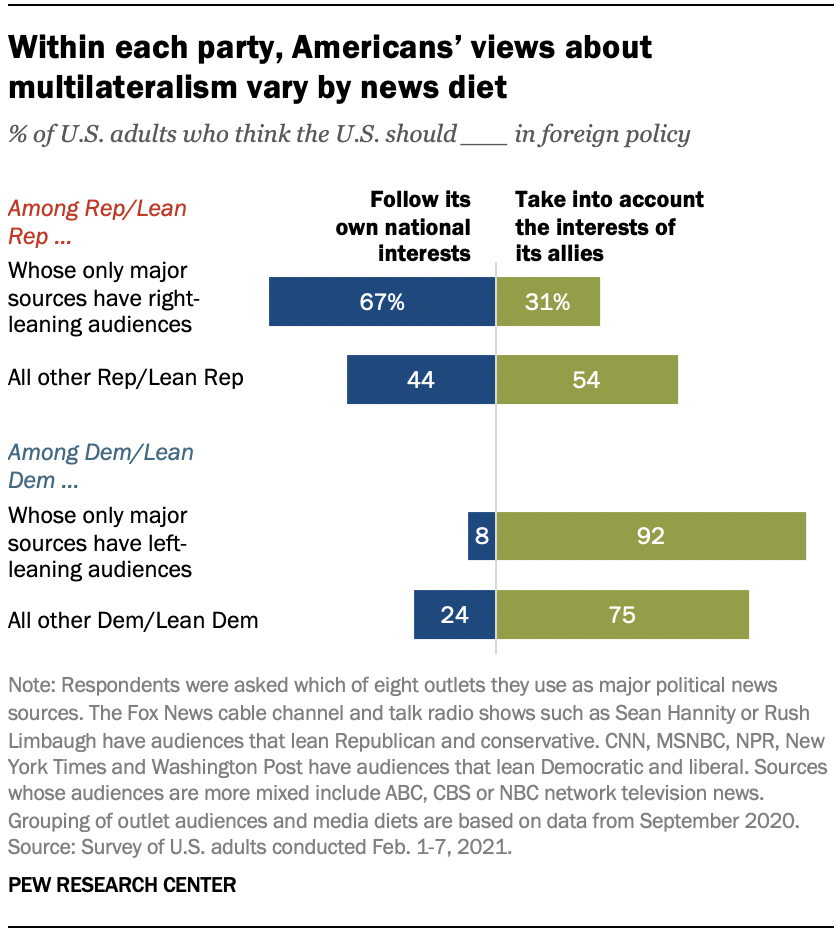 Within each party, Americans’ views about
multilateralism vary by news diet
% of U.S. adults who think the U.S. should ____ in foreign policy
Among Rep/Lean
Rep ...
Follow its
own national
interests
Take into account
the interests of
its allies
Whose only major
sources have right-
leaning audiences
67%
31%
All other Rep/Lean Rep
44
54
Among Dem/Lean
Dem ...
Whose only major
sources have left-
leaning audiences
8
92
All other Dem/Lean Dem
24
75
Note: Respondents were asked which of eight outlets they use as major political news
sources. The Fox News cable channel and talk radio shows such as Sean Hannity or Rush
Limbaugh have audiences that lean Republican and conservative. CNN, MSNBC, NPR, New
York Times and Washington Post have audiences that lean Democratic and liberal. Sources
whose audiences are more mixed include ABC, CBS or NBC network television news.
Grouping of outlet audiences and media diets are based on data from September 2020.
Source: Survey of U.S. adults conducted Feb. 1-7, 2021.
PEW RESEARCH CENTER